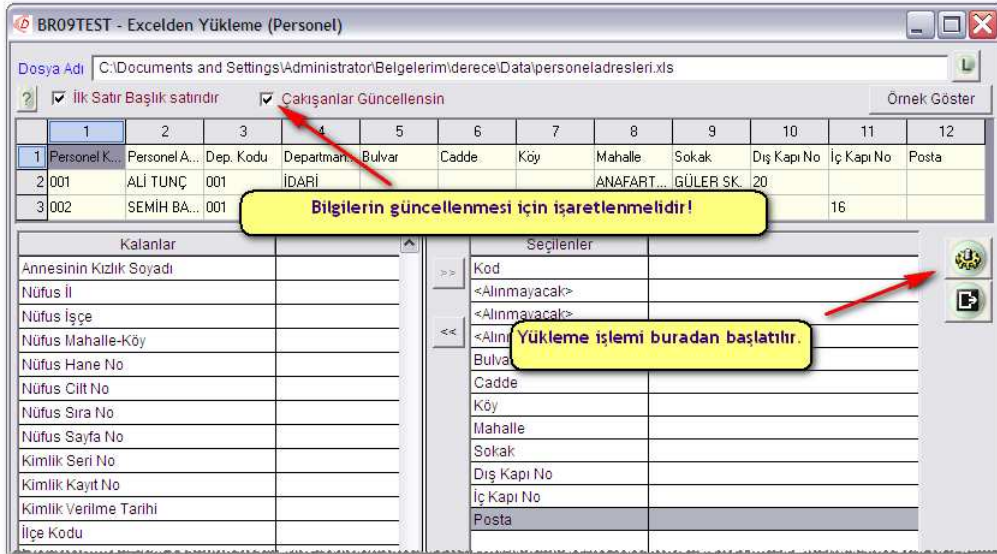 BR09TEST - Excelden Yükleme (Personel)
Dosya Adı C:\Documents and Settings\Administrator\Belgelerim\derece\Data\personeladresleri.xls
? İlk Satır Başlık satırıdır Çakışanlar Güncellensin Örnek Göster
1 2 3 4 5 6 7 8 9 10 11 12
1 Personel K... Personel A... Dep. Kodu Departman... Bulvar Cadde Köy Mahalle Sokak Dış Kapı No İç Kapı No Posta
2 001 ALİ TUNÇ 001 İDARİ ANAFART... GÜLER SK. 20
3 002 SEMİH BA... 001 16
Bilgilerin güncellenmesi için işaretlenmelidir!
Kalanlar Seçilenler
Annesinin Kızlık Soyadı >> Kod
Nüfus İl <Alınmayacak>
Nüfus İşçe <Alınmayacak>
Nüfus Mahalle-Köy <<
Yükleme işlemi buradan başlatılır.
Nüfus Hane No
Nüfus Cilt No Cadde
Nüfus Sıra No Köy
Nüfus Sayfa No Mahalle
Kimlik Seri No Sokak
Kimlik Kayıt No Dış Kapı No
Kimlik Verilme Tarihi İç Kapı No
İlçe Kodu Posta